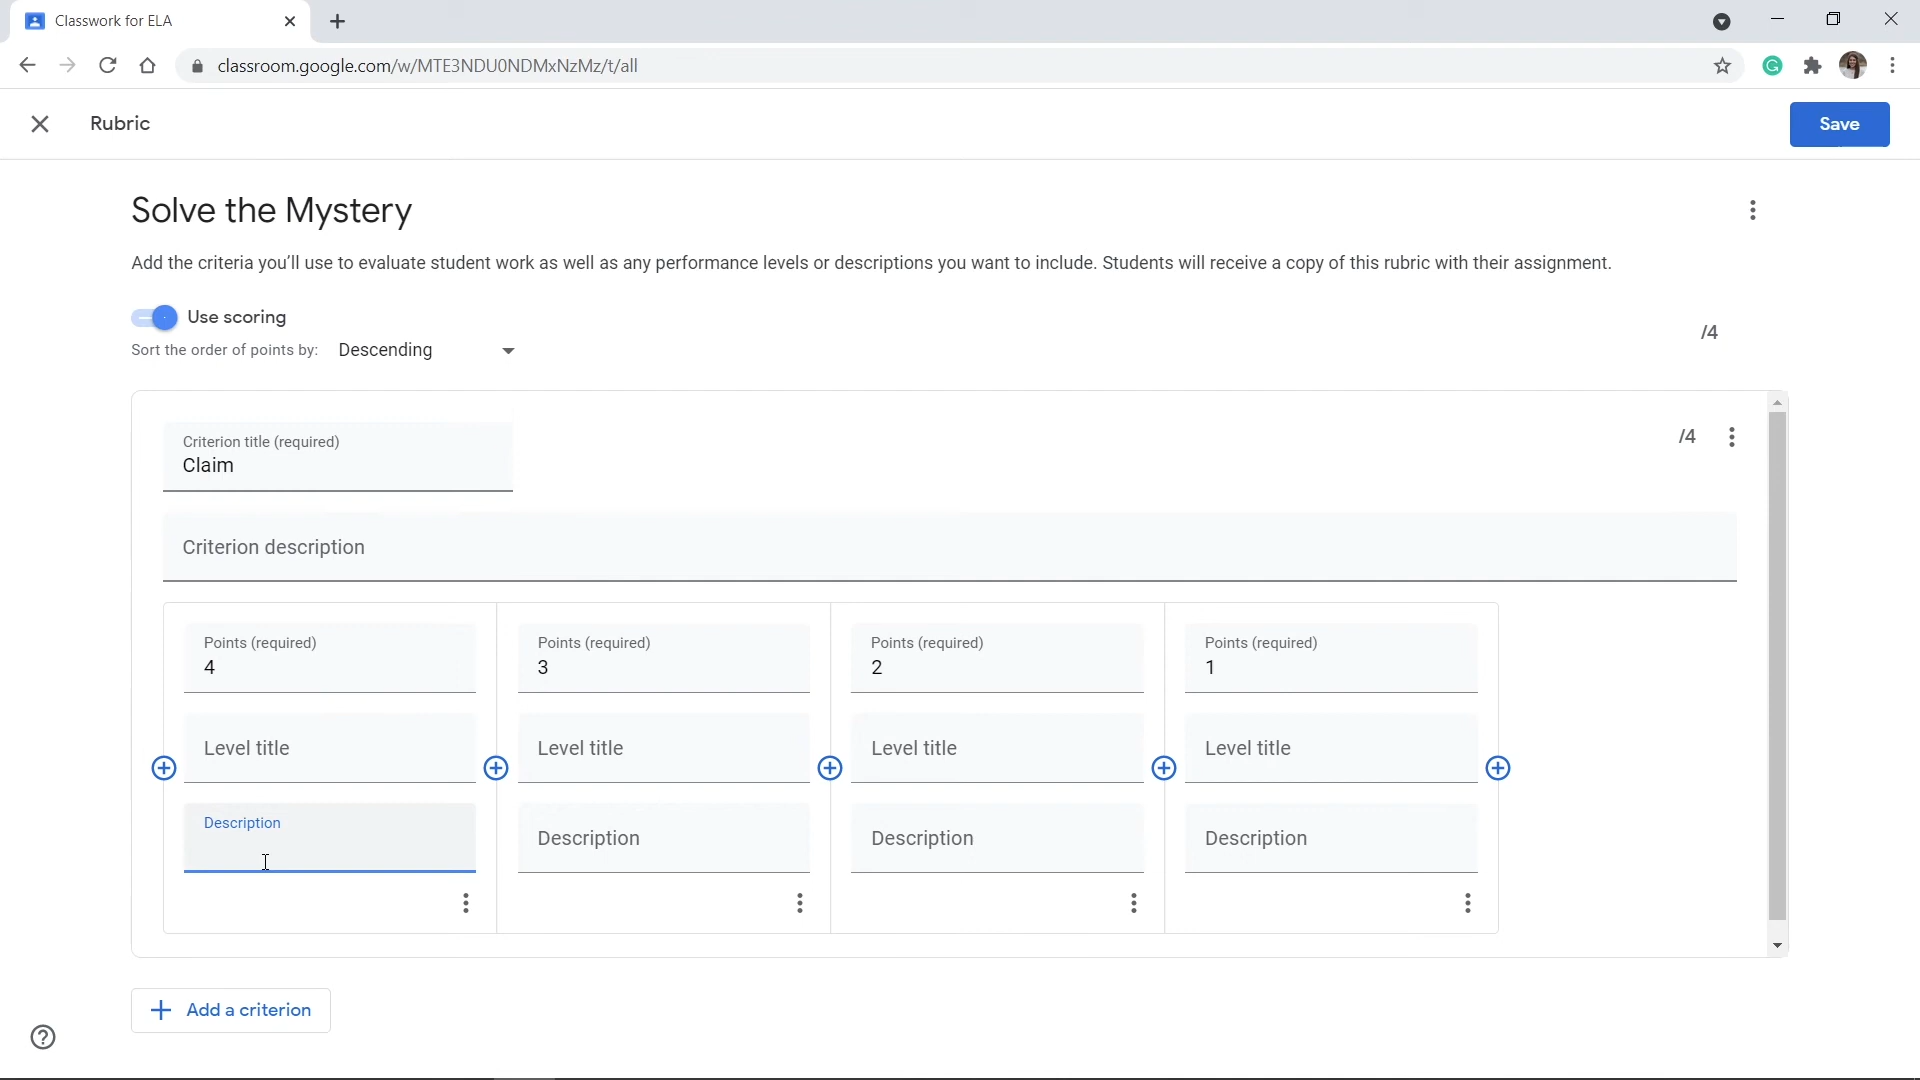 Classwork for ELA
classroom.google.com/w/MTE3NDU0NDMxNzMz/t/all
Rubric
Save
Solve the Mystery
Add the criteria you'll use to evaluate student work as well as any performance levels or descriptions you want to include. Students will receive a copy of this rubric with their assignment.
Use scoring
/4
Sort the order of points by: Descending
Criterion title (required)
Claim
/4
Criterion description
Points (required) Points (required) Points (required) Points (required)
4 3 2 1
Level title Level title Level title Level title
Description Description Description Description
Add a criterion